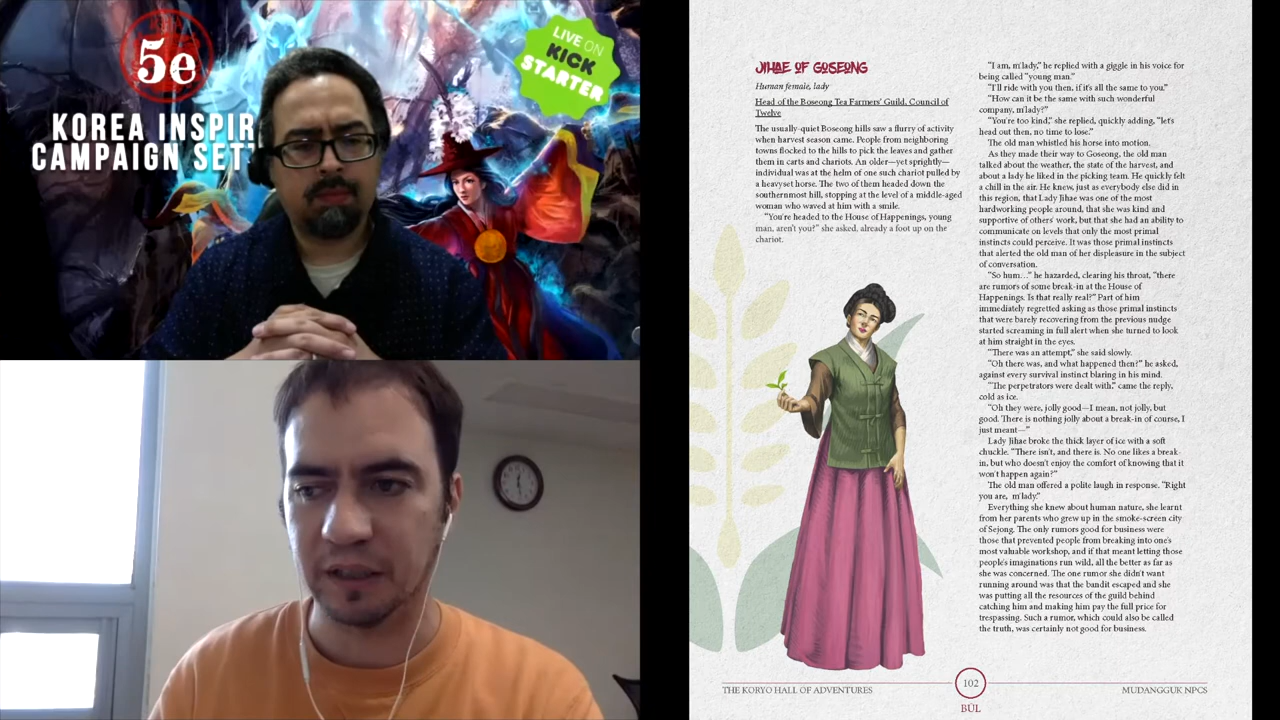 5e
KOREA INSPIR
CAMPAIGN SETT
LIVE ON
KICK
STARTER
JIHAE OF GOSEONG
Human female, lady
Head of the Boseong Tea Farmers' Guild, Council of
Twelve
The usually-quiet Boseong hills saw a flurry of activity
when harvest season came. People from neighboring
towns flocked to the hills to pick the leaves and gather
them in carts and chariots. An older—yet sprightly—
individual was at the helm of one such chariot pulled by
a heavyset horse. The two of them headed down the
southernmost hill, stopping at the level of a middle-aged
woman who waved at him with a smile.
"You're headed to the House of Happenings, young
man, aren't you?" she asked, already a foot up on the
chariot.
"I am, m'lady," he replied with a giggle in his voice for
being called "young man."
"I'll ride with you then, if it's all the same to you."
"How can it be the same with such wonderful
company, m'lady?"
"You're too kind," she replied, quickly adding, "let's
head out then, no time to lose."
The old man whistled his horse into motion.
As they made their way to Goseong, the old man
talked about the weather, the state of the harvest, and
about a lady he liked in the picking team. He quickly felt
a chill in the air. He knew, just as everybody else did in
this region, that Lady Jihae was one of the most
hardworking people around, that she was kind and
supportive of others' work, but that she had an ability to
communicate on levels that only the most primal
instincts could perceive. It was those primal instincts
that alerted the old man of her displeasure in the subject
of conversation.
"So hum…" he hazarded, clearing his throat, "there
are rumors of some break-in at the House of
Happenings. Is that really real?" Part of him
immediately regretted asking as those primal instincts
that were barely recovering from the previous nudge
started screaming in full alert when she turned to look
at him straight in the eyes.
"There was an attempt," she said slowly.
"Oh there was, and what happened then?" he asked,
against every survival instinct blaring in his mind.
"The perpetrators were dealt with," came the reply,
cold as ice.
"Oh they were, jolly good—I mean, not jolly, but
good. There is nothing jolly about a break-in of course, I
just meant—"
Lady Jihae broke the thick layer of ice with a soft
chuckle. "There isn't, and there is. No one likes a break-
in, but who doesn't enjoy the comfort of knowing that it
won't happen again?"
The old man offered a polite laugh in response. "Right
you are, m'lady."
Everything she knew about human nature, she learnt
from her parents who grew up in the smoke-screen city
of Sejong. The only rumors good for business were
those that prevented people from breaking into one's
most valuable workshop, and if that meant letting those
people's imaginations run wild, all the better as far as
she was concerned. The one rumor she didn't want
running around was that the bandit escaped and she
was putting all the resources of the guild behind
catching him and making him pay the full price for
trespassing. Such a rumor, which could also be called
the truth, was certainly not good for business.
THE KORYO HALL OF ADVENTURES
102
MUDANGGUK NPCS
BŪL